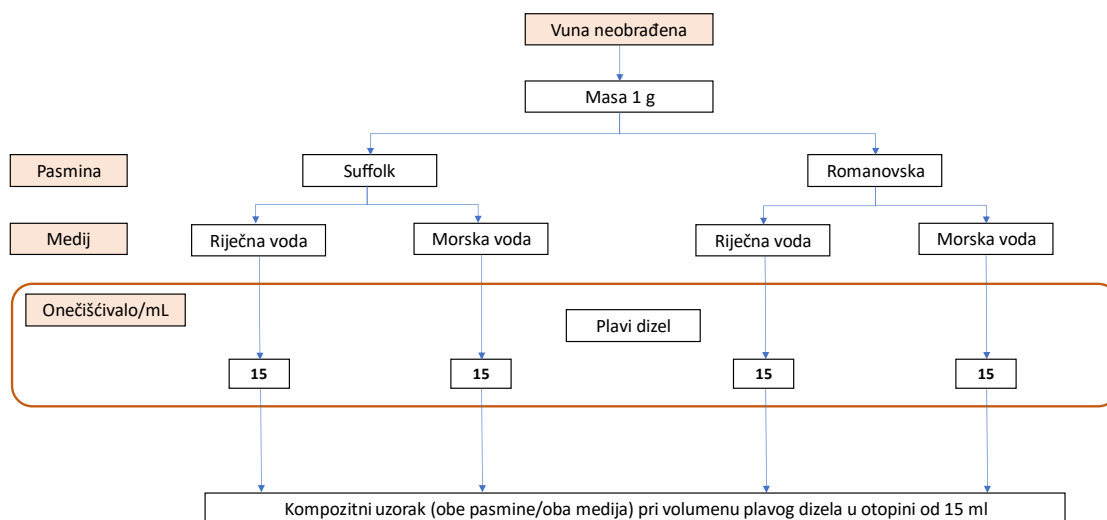 Vuna neobrađena
Masa 1 g
Pasmina
Suffolk
Romanovska
Medij
Riječna voda
Morska voda
Riječna voda
Morska voda
Onečišćivalo/mL
Plavi dizel
15
15
15
15
Kompozitni uzorak (obe pasmine/oba medija) pri volumenu plavog dizela u otopini od 15 ml